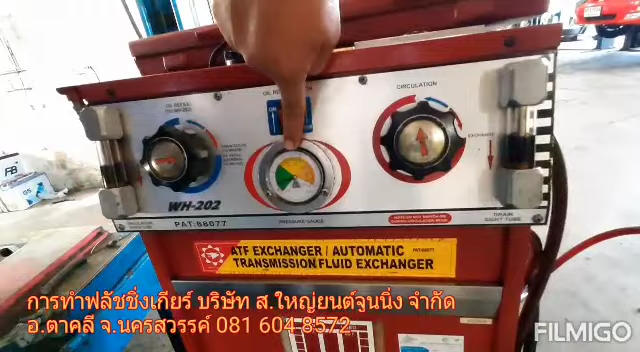 CIRCULATION
ON
EXCHANGE
WH-202
PAT:88077
PRESSURE GAUGE
DRAIN
SIGHT TUBE
ATF EXCHANGER / AUTOMATIC
TRANSMISSION FLUID EXCHANGER
การทำฟลัชชิ่งเกียร์ บริษัท ส.ใหญ่ยนต์จูนนิ่ง จำกัด
อ.ตาคลี จ.นครสวรรค์ 081 604 8572
FILMIGO